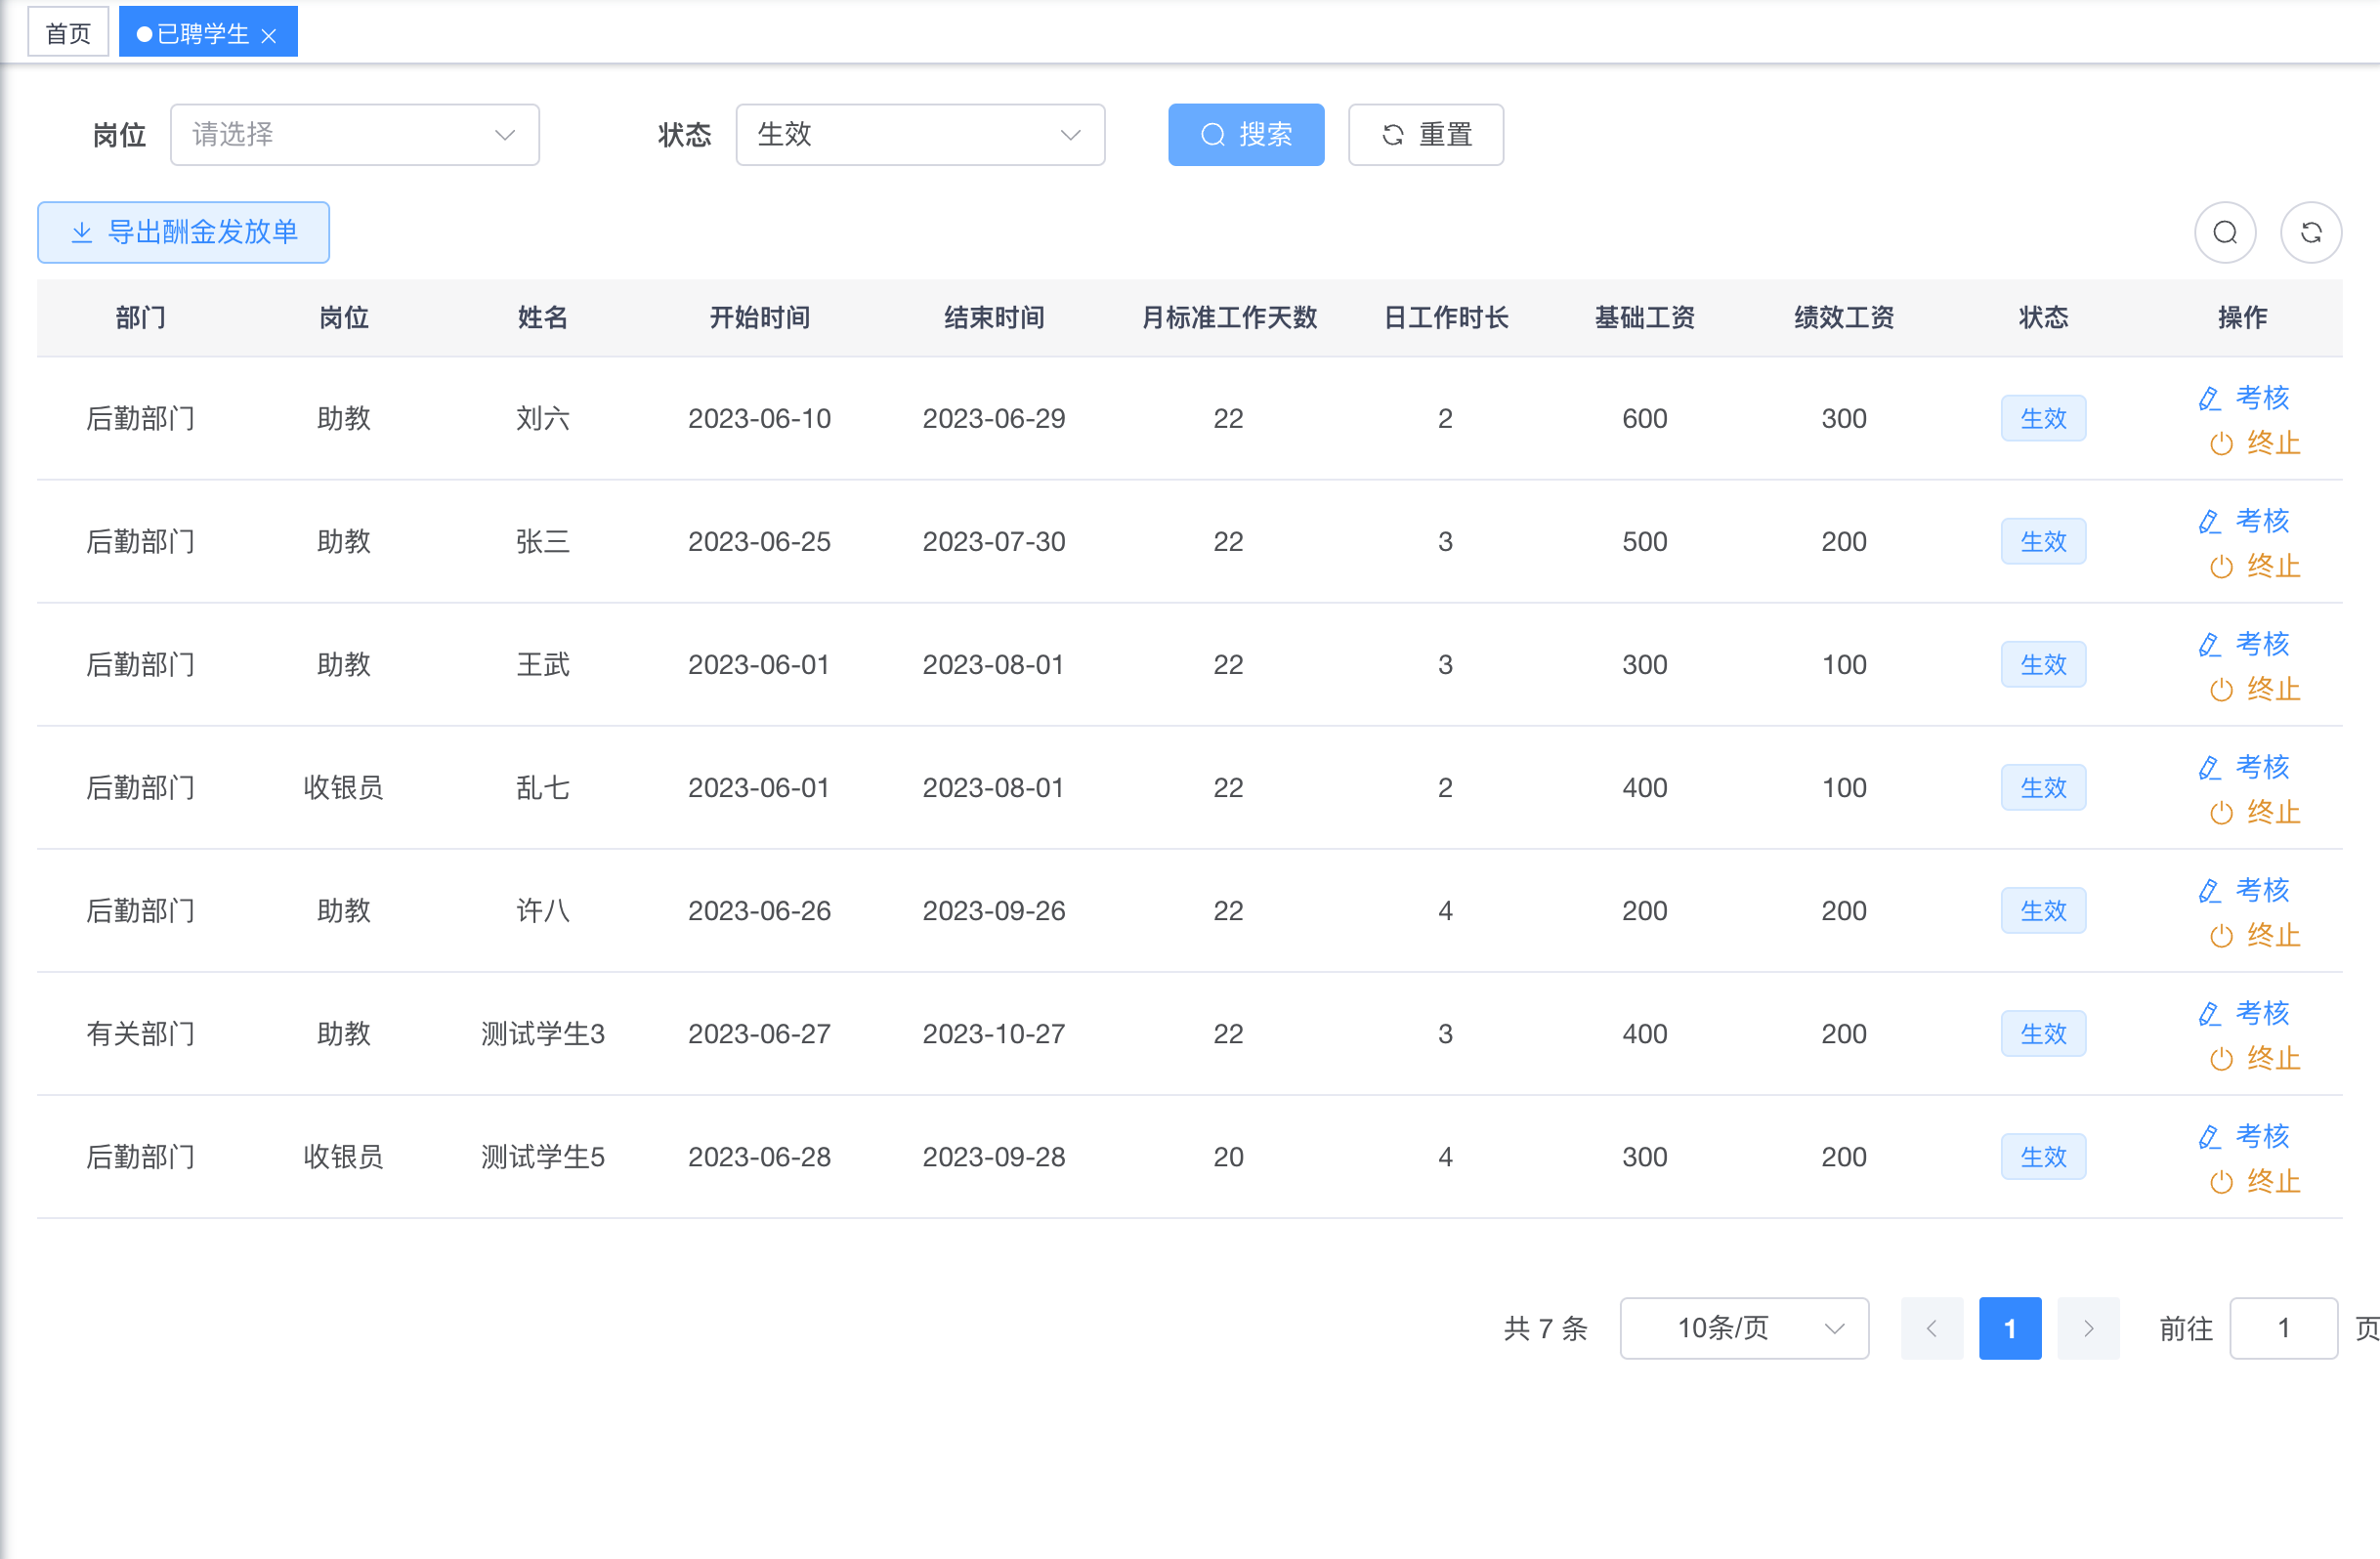 首页 已聘学生
岗位 请选择 状态 生效 搜索 重置
导出酬金发放单
部门 岗位 姓名 开始时间 结束时间 月标准工作天数 日工作时长 基础工资 绩效工资 状态 操作
后勤部门 助教 刘六 2023-06-10 2023-06-29 22 2 600 300 生效 考核
终止
后勤部门 助教 张三 2023-06-25 2023-07-30 22 3 500 200 生效 考核
终止
后勤部门 助教 王武 2023-06-01 2023-08-01 22 3 300 100 生效 考核
终止
后勤部门 收银员 乱七 2023-06-01 2023-08-01 22 2 400 100 生效 考核
终止
后勤部门 助教 许八 2023-06-26 2023-09-26 22 4 200 200 生效 考核
终止
有关部门 助教 测试学生3 2023-06-27 2023-10-27 22 3 400 200 生效 考核
终止
后勤部门 收银员 测试学生5 2023-06-28 2023-09-28 20 4 300 200 生效 考核
终止
共 7 条 10条/页 1 前往 1 页